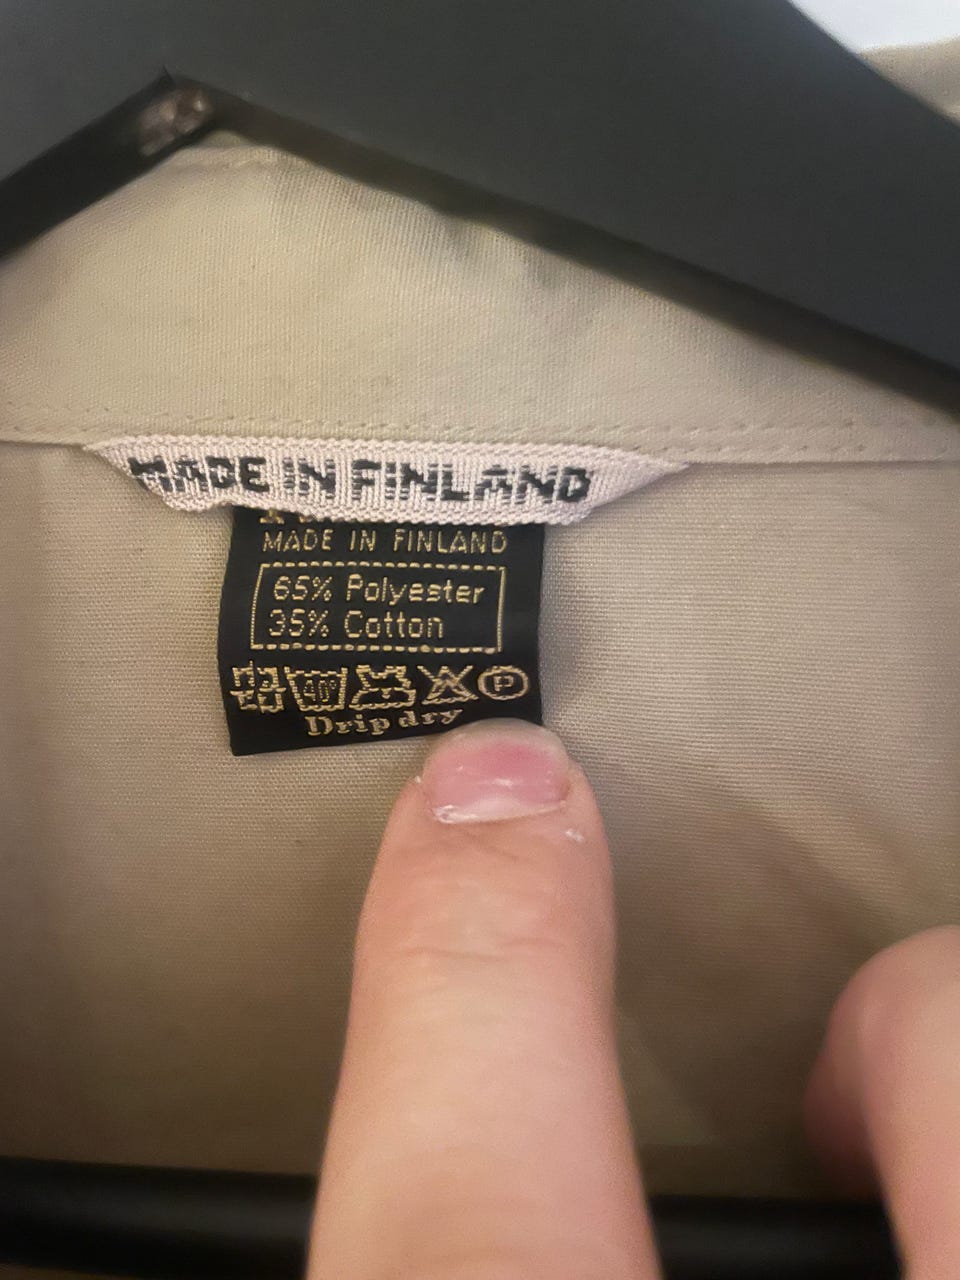 MADE IN FINLAND
MADE IN FINLAND
65% Polyester
35% Cotton
40° P
Drip dry